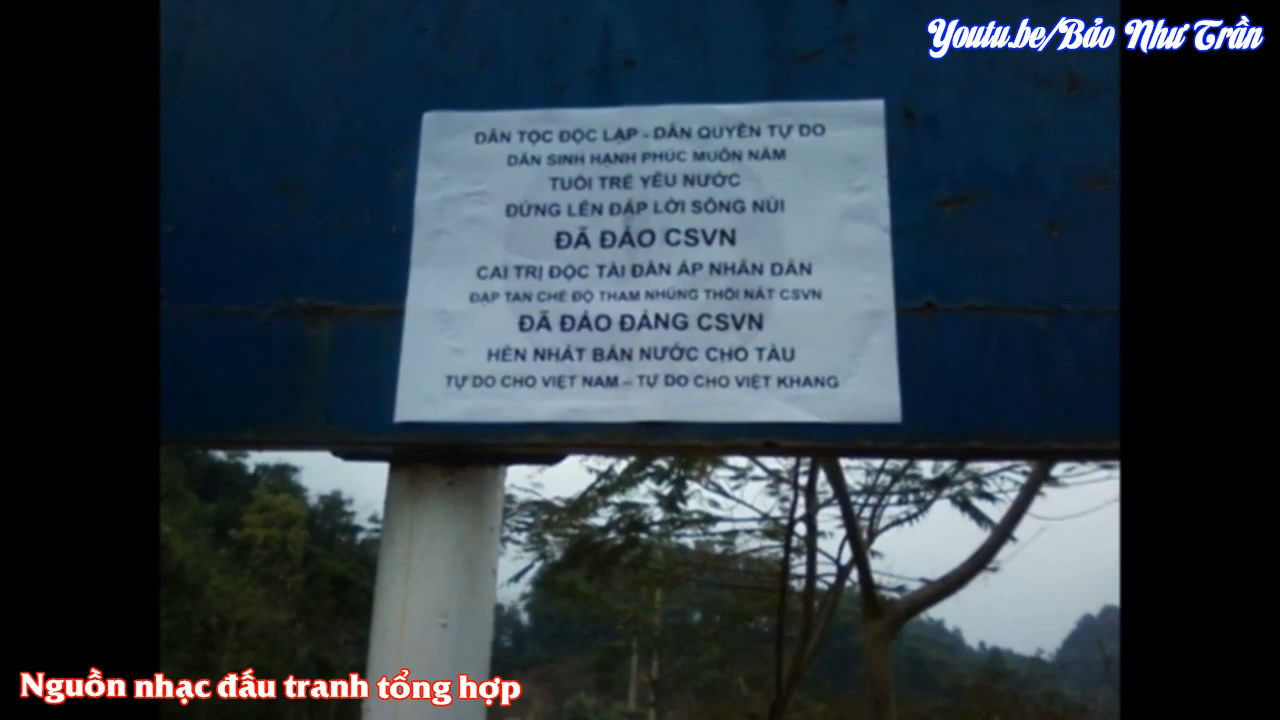 Youtu.be/Bảo Như Trần
DÂN TỘC ĐỘC LẬP - DÂN QUYỀN TỰ DO
DÂN SINH HẠNH PHÚC MUÔN NĂM
TUỔI TRẺ YÊU NƯỚC
ĐỨNG LÊN ĐÁP LỜI SÔNG NÚI
ĐÃ ĐẢO CSVN
CAI TRỊ ĐỘC TÀI ĐÀN ÁP NHÂN DÂN
ĐẠP TAN CHẾ ĐỘ THAM NHŨNG THỐI NÁT CSVN
ĐÃ ĐẢO ĐẢNG CSVN
HÈN NHÁT BÁN NƯỚC CHO TÀU
TỰ DO CHO VIỆT NAM – TỰ DO CHO VIỆT KHANG
Nguồn nhạc đấu tranh tổng hợp